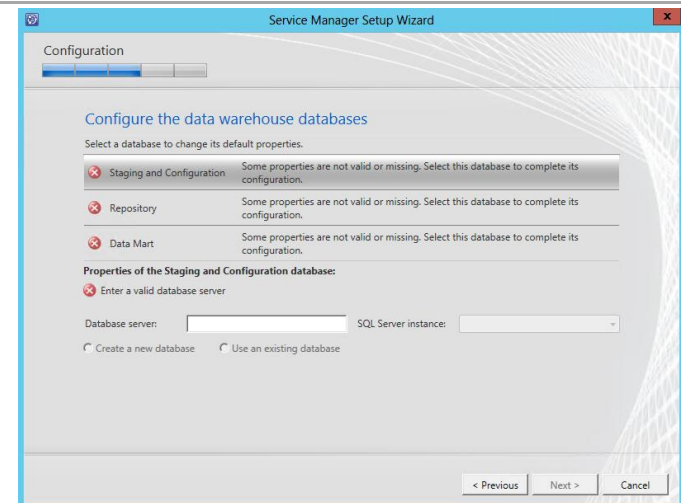 Service Manager Setup Wizard
x
Configuration
Configure the data warehouse databases
Select a database to change its default properties.
Staging and Configuration
Some properties are not valid or missing. Select this database to complete its
configuration.
Repository
Some properties are not valid or missing. Select this database to complete its
configuration.
Data Mart
Some properties are not valid or missing. Select this database to complete its
configuration.
Properties of the Staging and Configuration database:
Enter a valid database server
Database server:
SQL Server instance:
Create a new database
Use an existing database
< Previous
Next >
Cancel